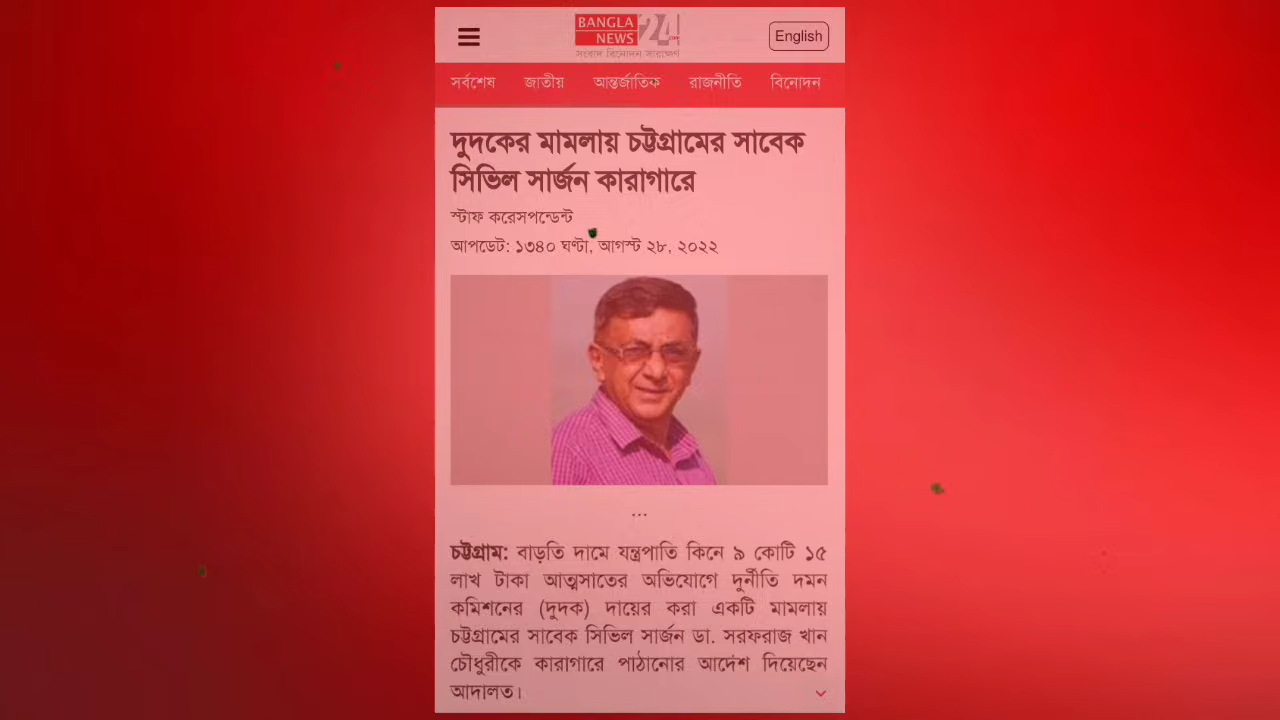 BANGLA
NEWS 24
সংবাদ বিনোদন সারাক্ষণ
English
সর্বশেষ জাতীয় আন্তর্জাতিক রাজনীতি বিনোদন
দুদকের মামলায় চট্টগ্রামের সাবেক
সিভিল সার্জন কারাগারে
স্টাফ করেসপন্ডেন্ট
আপডেট: ১৩৪০ ঘণ্টা, আগস্ট ২৮, ২০২২
...
চট্টগ্রাম: বাড়তি দামে যন্ত্রপাতি কিনে ৯ কোটি ১৫
লাখ টাকা আত্মসাতের অভিযোগে দুর্নীতি দমন
কমিশনের (দুদক) দায়ের করা একটি মামলায়
চট্টগ্রামের সাবেক সিভিল সার্জন ডা. সরফরাজ খান
চৌধুরীকে কারাগারে পাঠানোর আদেশ দিয়েছেন
আদালত।